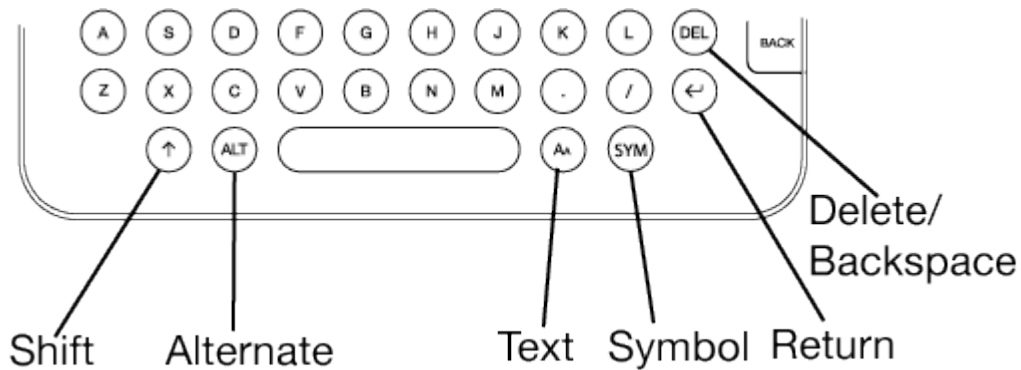 A S D F G H J K L DEL BACK
Z X C V B N M . / ↵
↑ ALT AA SYM
Delete/
Backspace
Shift Alternate Text Symbol Return